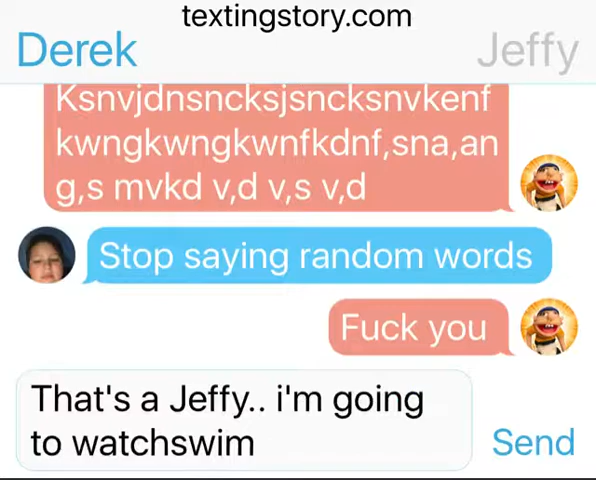 textingstory.com
Derek
Jeffy
Ksnvjdnsncksjsncksnvkenf
kwngkwngkwnfkdnf,sna,an
g,s mvkd v,d v,s v,d
Stop saying random words
Fuck you
That's a Jeffy.. i'm going
to watchswim
Send